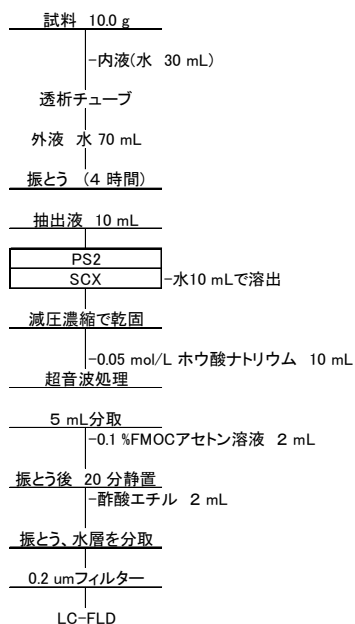 試料 10.0 g
-内液(水 30 mL)
透析チューブ
外液 水 70 mL
振とう (4 時間)
抽出液 10 mL
PS2
SCX
-水10 mLで溶出
減圧濃縮で乾固
-0.05 mol/L ホウ酸ナトリウム 10 mL
超音波処理
5 mL分取
-0.1 %FMOCアセトン溶液 2 mL
振とう後 20 分静置
-酢酸エチル 2 mL
振とう、水層を分取
0.2 umフィルター
LC-FLD